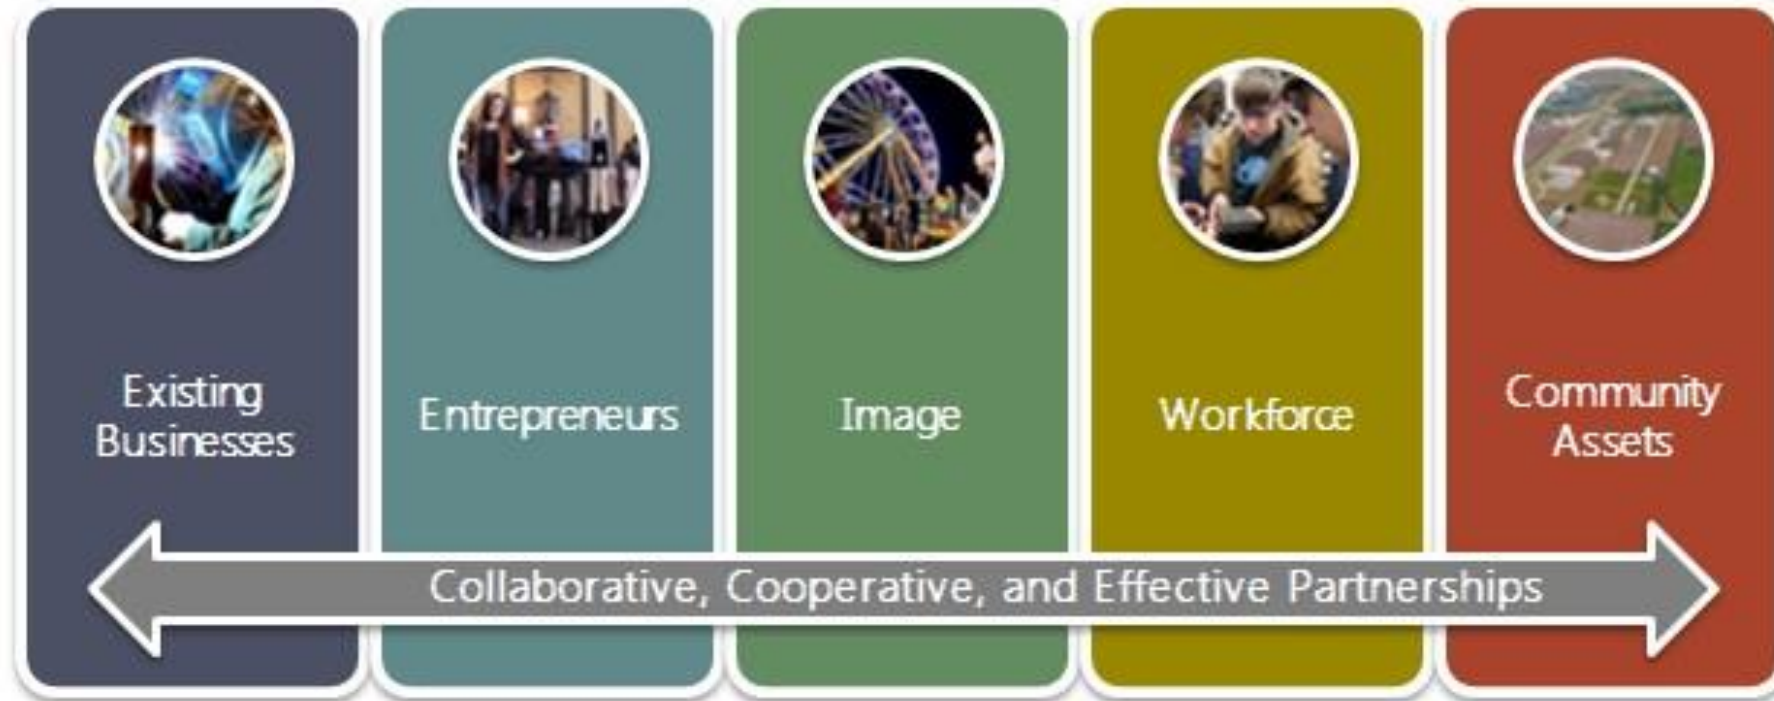 Existing
Businesses
Entrepreneurs
Image
Workforce
Community
Assets
Collaborative, Cooperative, and Effective Partnerships